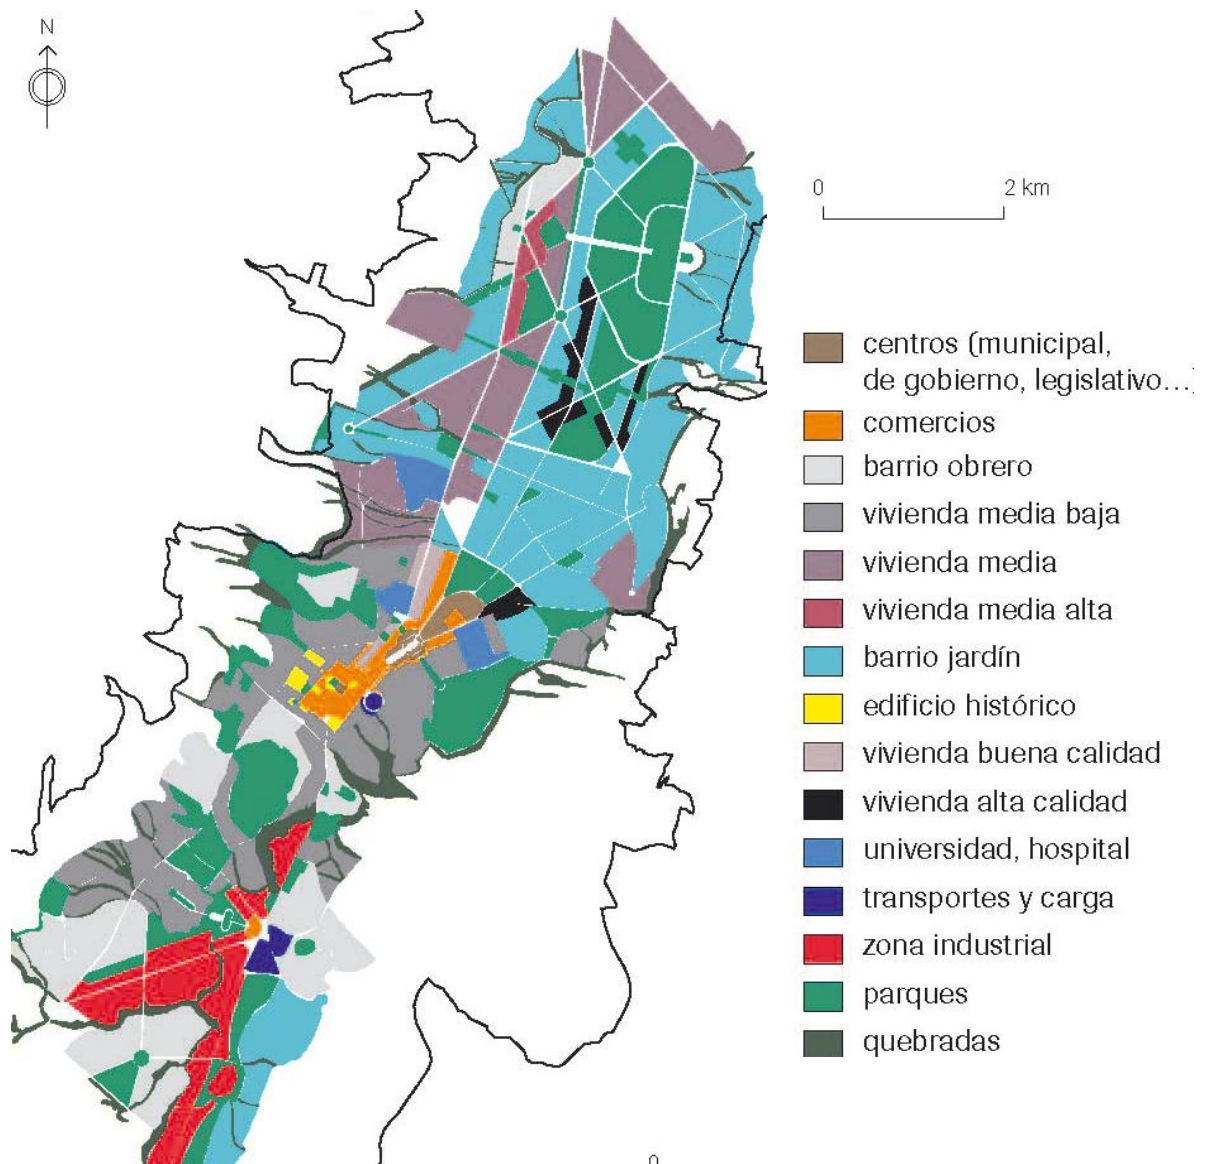 N
0 2 km
centros (municipal,
de gobierno, legislativo...)
comercios
barrio obrero
vivienda media baja
vivienda media
vivienda media alta
barrio jardín
edificio histórico
vivienda buena calidad
vivienda alta calidad
universidad, hospital
transportes y carga
zona industrial
parques
quebradas
0